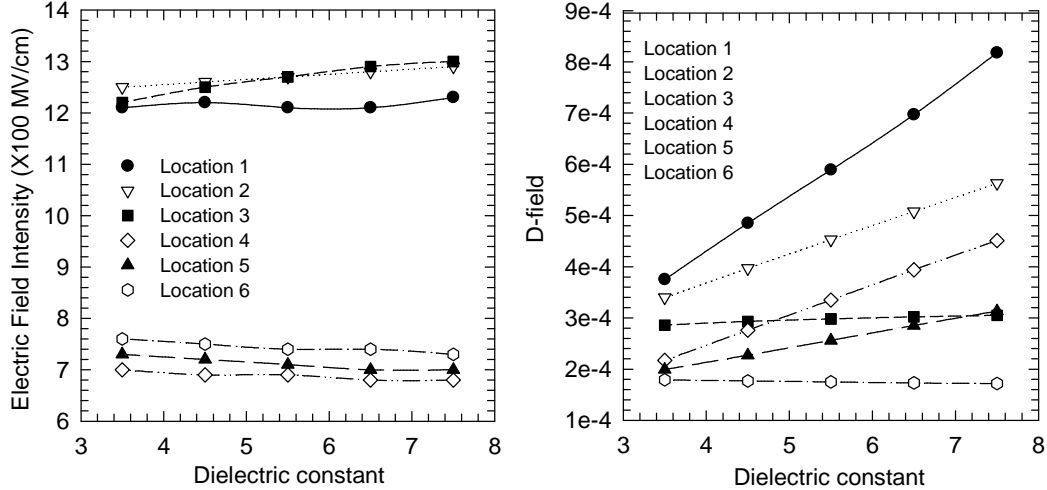 Electric Field Intensity (X100 MV/cm)
14
13
12
11
10
9
8
7
6
Location 1
Location 2
Location 3
Location 4
Location 5
Location 6
3 4 5 6 7 8
Dielectric constant
D-field
9e-4
8e-4
7e-4
6e-4
5e-4
4e-4
3e-4
2e-4
1e-4
Location 1
Location 2
Location 3
Location 4
Location 5
Location 6
3 4 5 6 7 8
Dielectric constant